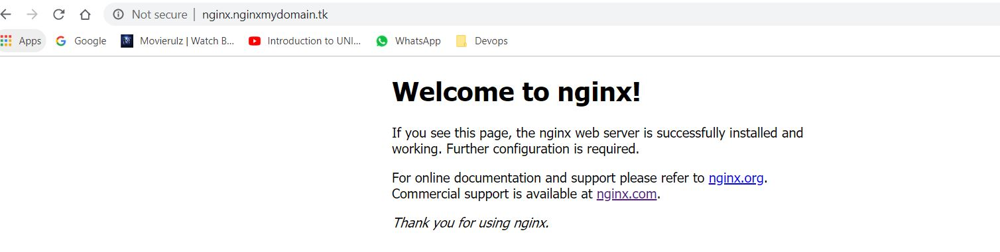 Not secure | nginx.nginxmydomain.tk
Apps Google Movierulz | Watch B... Introduction to UNI... WhatsApp Devops
Welcome to nginx!
If you see this page, the nginx web server is successfully installed and
working. Further configuration is required.
For online documentation and support please refer to nginx.org.
Commercial support is available at nginx.com.
Thank you for using nginx.